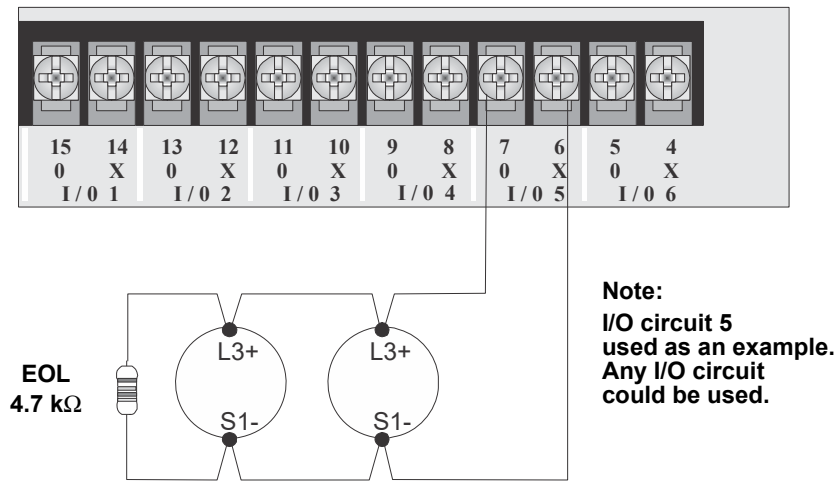 15 14 13 12 11 10 9 8 7 6 5 4
0 X 0 X 0 X 0 X 0 X 0 X
I/0 1 I/0 2 I/0 3 I/0 4 I/0 5 I/0 6
L3+ L3+
S1- S1-
EOL
4.7 kΩ
Note:
I/O circuit 5
used as an example.
Any I/O circuit
could be used.